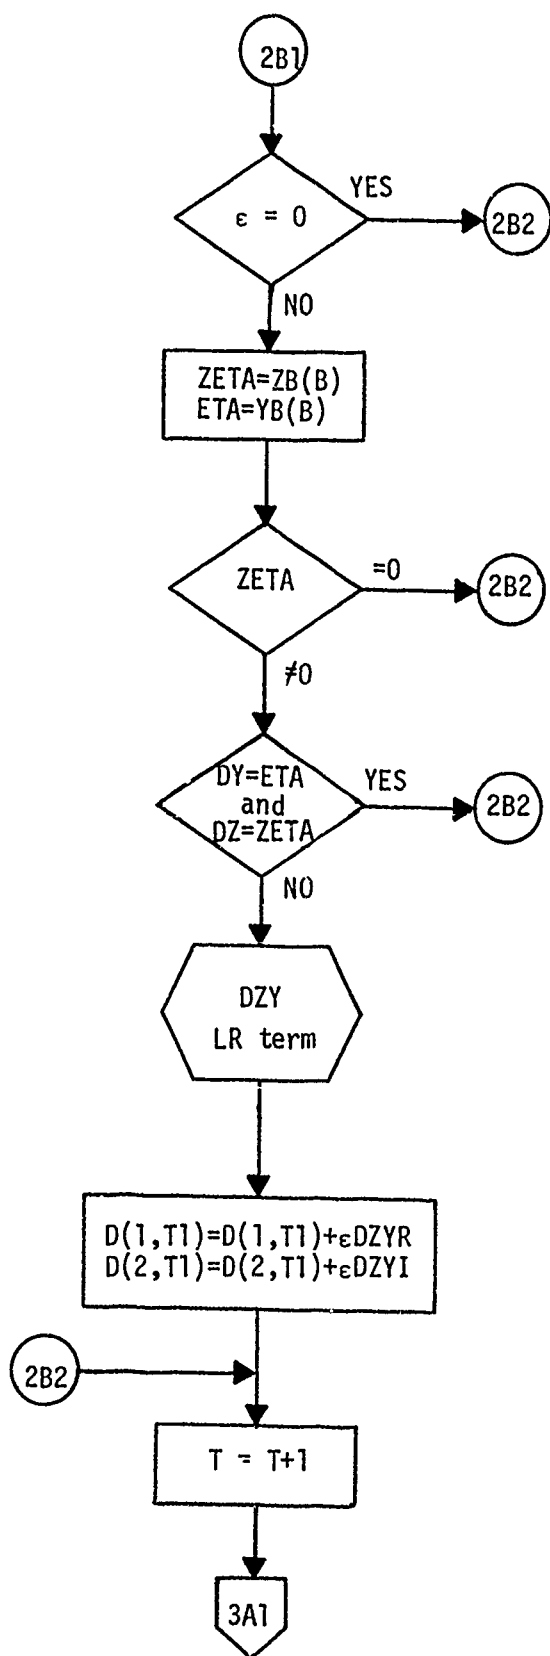 2B1
ε = 0
YES
2B2
NO
ZETA=ZB(B)
ETA=YB(B)
ZETA
=0
2B2
≠0
DY=ETA
and
DZ=ZETA
YES
2B2
NO
DZY
LR term
D(1,T1)=D(1,T1)+εDZYR
D(2,T1)=D(2,T1)+εDZYI
2B2
T = T+1
3A1